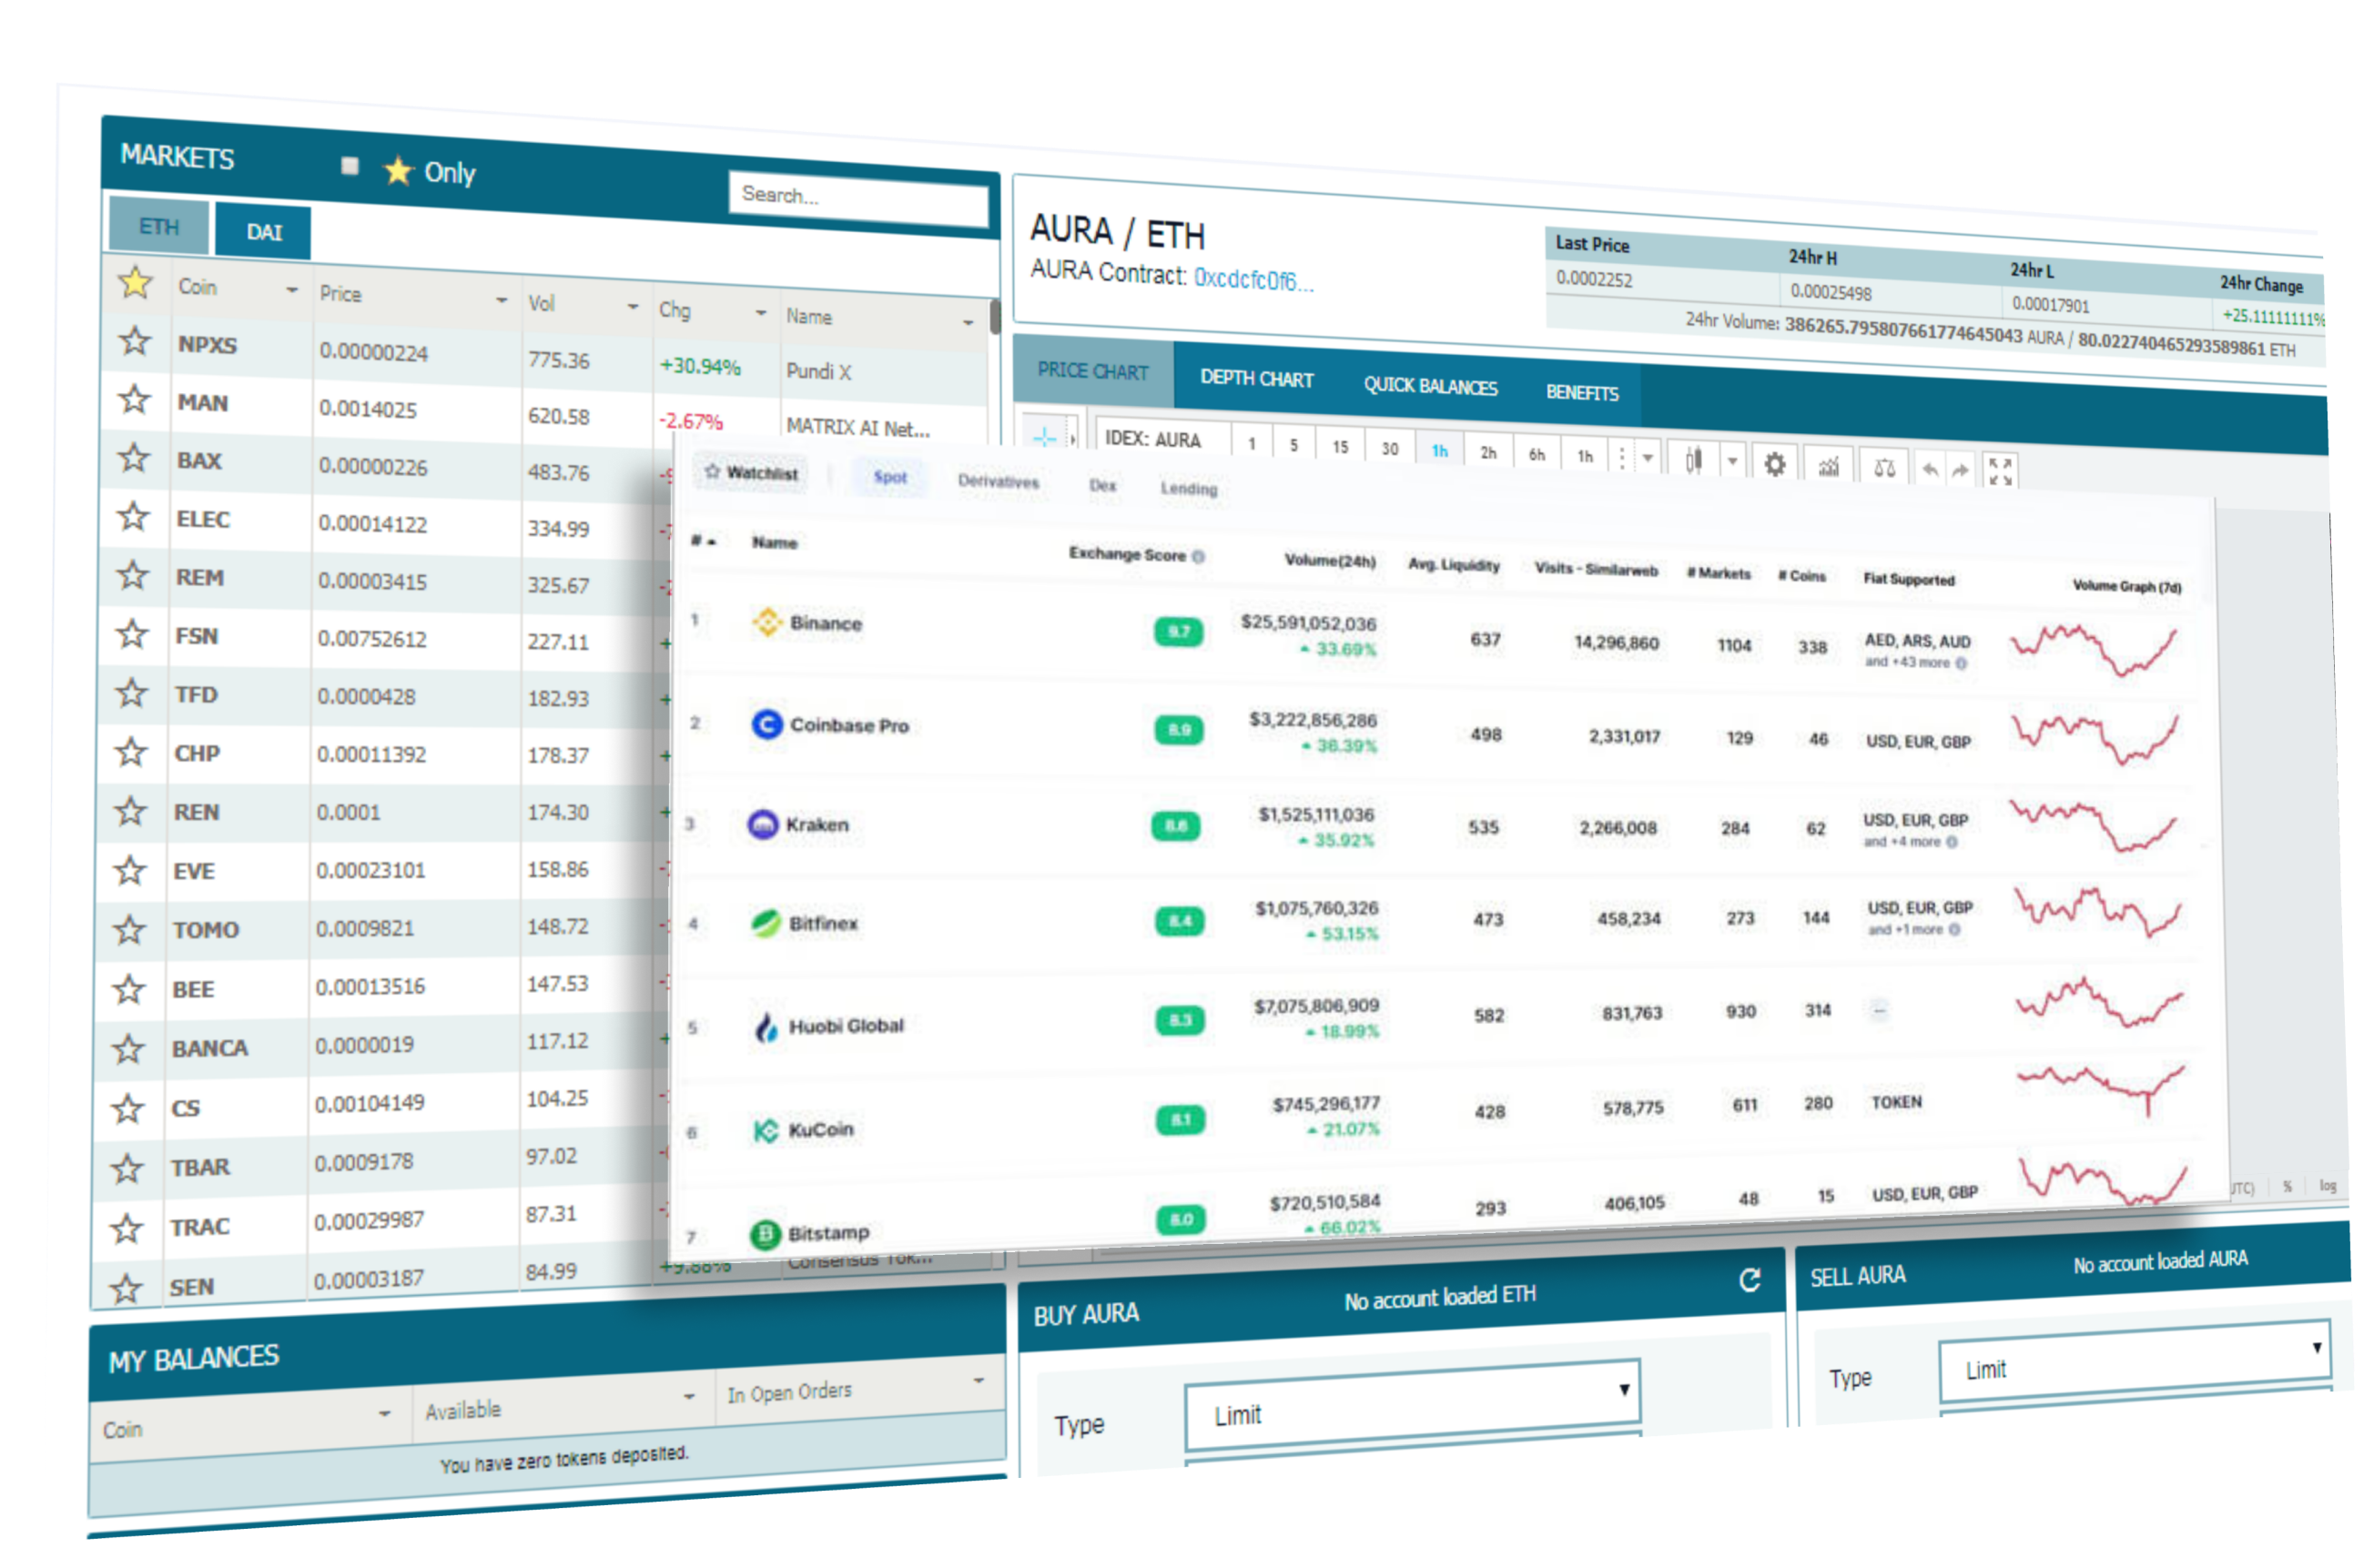 MARKETS Only Search...
ETH DAI
Coin Price Vol Chg Name
NPXS 0.00000224 775.36 +30.94% Pundi X
MAN 0.0014025 620.58 -2.67% MATRIX AI Net...
BAX 0.00000226 483.76
ELEC 0.00014122 334.99
REM 0.00003415 325.67
FSN 0.00752612 227.11
TFD 0.0000428 182.93
CHP 0.00011392 178.37
REN 0.0001 174.30
EVE 0.00023101 158.86
TOMO 0.0009821 148.72
BEE 0.00013516 147.53
BANCA 0.0000019 117.12
CS 0.00104149 104.25
TBAR 0.0009178 97.02
TRAC 0.00029987 87.31
SEN 0.00003187 84.99 +9.88% Consensus Tok...
MY BALANCES
Coin Available In Open Orders
You have zero tokens deposited.
AURA / ETH
AURA Contract: 0xcdcfc0f6...
Last Price 24hr H 24hr L 24hr Change
0.0002252 0.00025498 0.00017901 +25.11111111%
24hr Volume: 386265.795807661774645043 AURA / 80.022740465293589861 ETH
PRICE CHART DEPTH CHART QUICK BALANCES BENEFITS
IDEX: AURA 1 5 15 30 1h 2h 6h 1h
Watchlist Spot Derivatives Dex Lending
# Name Exchange Score Volume(24h) Avg. Liquidity Visits - Similarweb # Markets # Coins Fiat Supported Volume Graph (7d)
1 Binance 9.7 $25,591,052,036 637 14,296,860 1104 338 AED, ARS, AUD
33.69% and +43 more
2 Coinbase Pro 8.9 $3,222,856,286 498 2,331,017 129 46 USD, EUR, GBP
38.39%
3 Kraken 8.6 $1,525,111,036 535 2,266,008 284 62 USD, EUR, GBP
35.92% and +4 more
4 Bitfinex 8.4 $1,075,760,326 473 458,234 273 144 USD, EUR, GBP
53.15% and +1 more
5 Huobi Global 8.3 $7,075,806,909 582 831,763 930 314 --
18.99%
6 KuCoin 8.1 $745,296,177 428 578,775 611 280 TOKEN
21.07%
7 Bitstamp 8.0 $720,510,584 293 406,105 48 15 USD, EUR, GBP
66.02%
UTC) % log
BUY AURA No account loaded ETH
Type Limit
SELL AURA No account loaded AURA
Type Limit